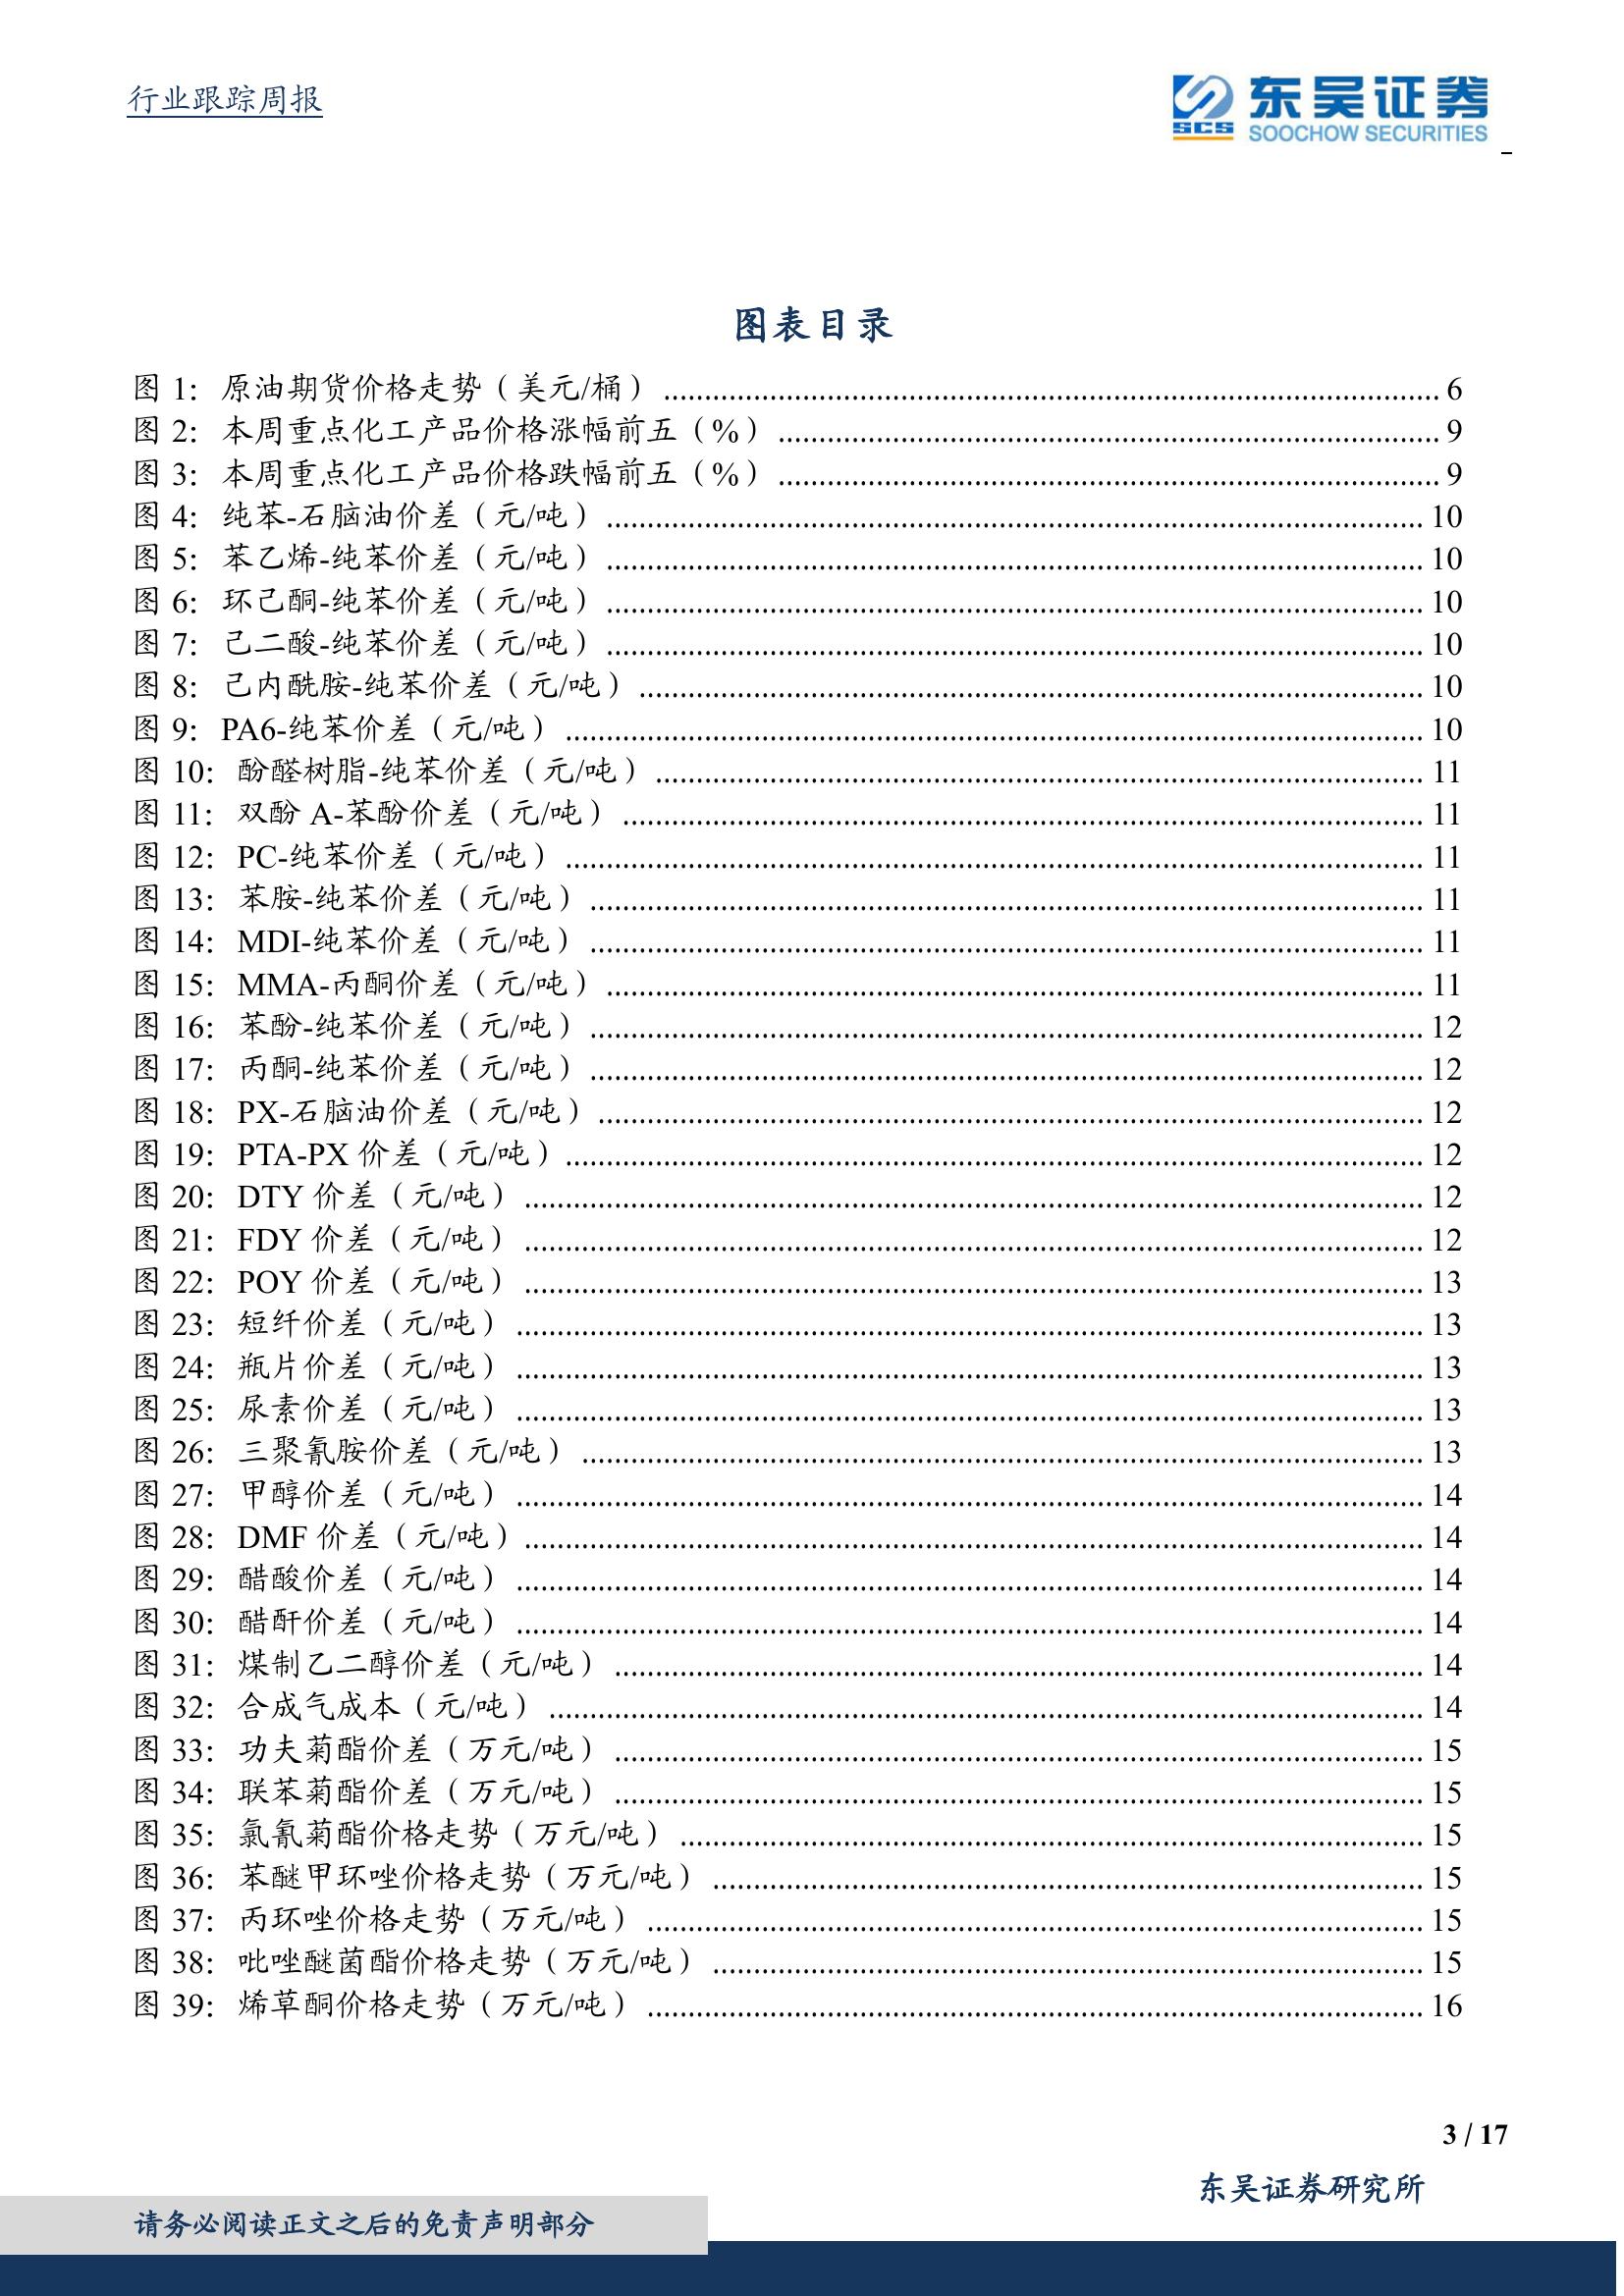 行业跟踪周报
东吴证券
SCS
SOOCHOW SECURITIES
图表目录
图 1: 原油期货价格走势（美元/桶） ........ 6
图 2: 本周重点化工产品价格涨幅前五（%） ........ 9
图 3: 本周重点化工产品价格跌幅前五（%） ........ 9
图 4: 纯苯-石脑油价差（元/吨） ........ 10
图 5: 苯乙烯-纯苯价差（元/吨） ........ 10
图 6: 环己酮-纯苯价差（元/吨） ........ 10
图 7: 己二酸-纯苯价差（元/吨） ........ 10
图 8: 己内酰胺-纯苯价差（元/吨） ........ 10
图 9: PA6-纯苯价差（元/吨） ........ 10
图 10: 酚醛树脂-纯苯价差（元/吨） ........ 11
图 11: 双酚 A-苯酚价差（元/吨） ........ 11
图 12: PC-纯苯价差（元/吨） ........ 11
图 13: 苯胺-纯苯价差（元/吨） ........ 11
图 14: MDI-纯苯价差（元/吨） ........ 11
图 15: MMA-丙酮价差（元/吨） ........ 11
图 16: 苯酚-纯苯价差（元/吨） ........ 12
图 17: 丙酮-纯苯价差（元/吨） ........ 12
图 18: PX-石脑油价差（元/吨） ........ 12
图 19: PTA-PX 价差（元/吨） ........ 12
图 20: DTY 价差（元/吨） ........ 12
图 21: FDY 价差（元/吨） ........ 12
图 22: POY 价差（元/吨） ........ 13
图 23: 短纤价差（元/吨） ........ 13
图 24: 瓶片价差（元/吨） ........ 13
图 25: 尿素价差（元/吨） ........ 13
图 26: 三聚氰胺价差（元/吨） ........ 13
图 27: 甲醇价差（元/吨） ........ 14
图 28: DMF 价差（元/吨） ........ 14
图 29: 醋酸价差（元/吨） ........ 14
图 30: 醋酐价差（元/吨） ........ 14
图 31: 煤制乙二醇价差（元/吨） ........ 14
图 32: 合成气成本（元/吨） ........ 14
图 33: 功夫菊酯价差（万元/吨） ........ 15
图 34: 联苯菊酯价差（万元/吨） ........ 15
图 35: 氯氰菊酯价格走势（万元/吨） ........ 15
图 36: 苯醚甲环唑价格走势（万元/吨） ........ 15
图 37: 丙环唑价格走势（万元/吨） ........ 15
图 38: 吡唑醚菌酯价格走势（万元/吨） ........ 15
图 39: 烯草酮价格走势（万元/吨） ........ 16
3 / 17
东吴证券研究所
请务必阅读正文之后的免责声明部分